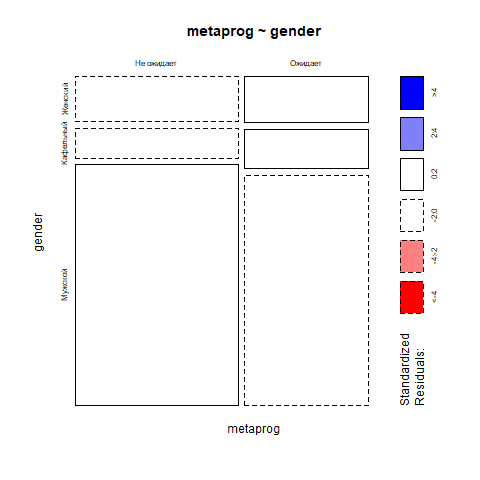 metaprog ~ gender
Не ожидает
Ожидает
Женский
Кафельный
Мужской
gender
metaprog
>4
2:4
0:2
-2:0
-4:-2
<-4
Standardized
Residuals: